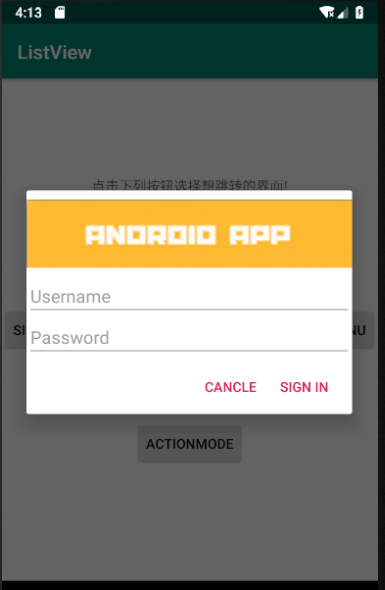 4:13
ListView
点击下列按钮选择想跳转的界面!
ANDROID APP
Username
SI NU
Password
CANCLE SIGN IN
ACTIONMODE